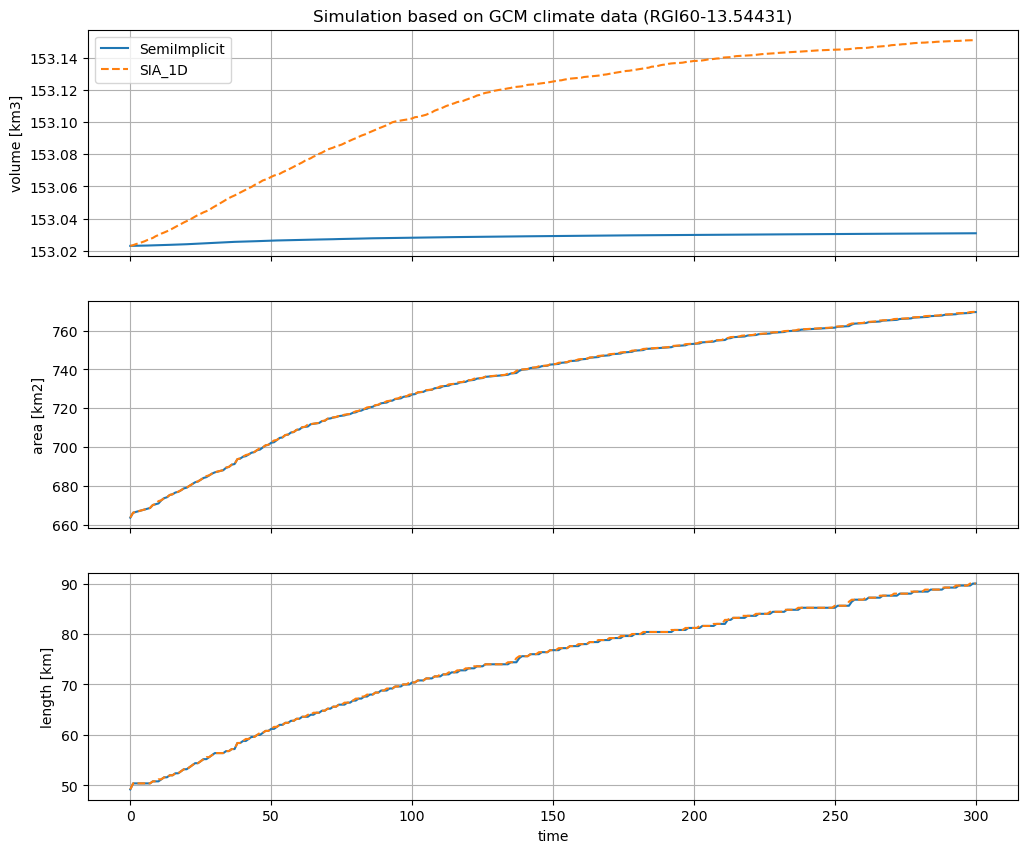 Simulation based on GCM climate data (RGI60-13.54431)
SemiImplicit
SIA_1D
volume [km3]
153.14
153.12
153.10
153.08
153.06
153.04
153.02
area [km2]
760
740
720
700
680
660
length [km]
90
80
70
60
50
0 50 100 150 200 250 300
time